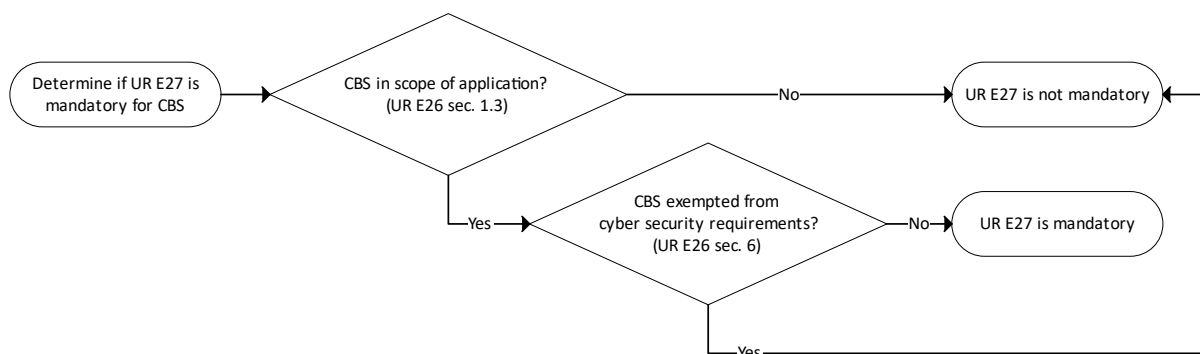 Determine if UR E27 is
mandatory for CBS
CBS in scope of application?
(UR E26 sec. 1.3)
No
UR E27 is not mandatory
Yes
CBS exempted from
cyber security requirements?
(UR E26 sec. 6)
No
UR E27 is mandatory
Yes